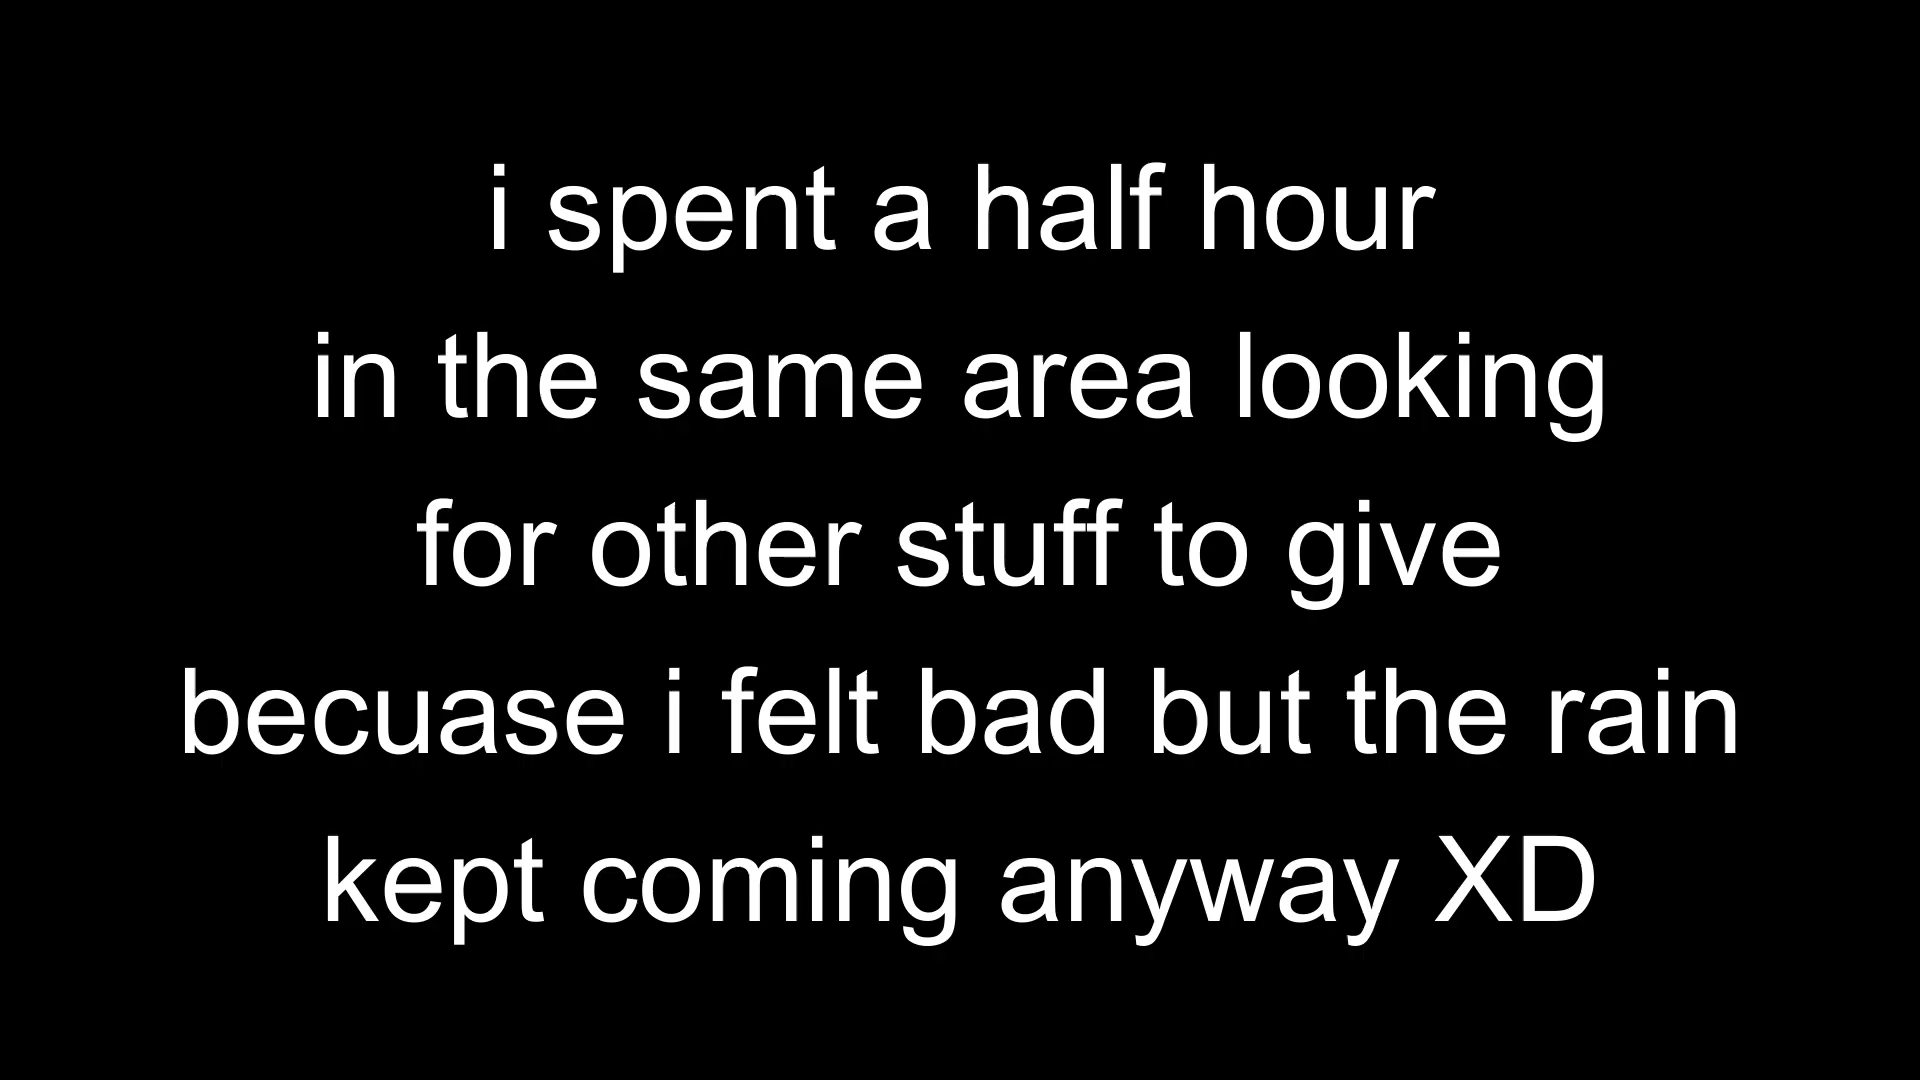 i spent a half hour
in the same area looking
for other stuff to give
becuase i felt bad but the rain
kept coming anyway XD